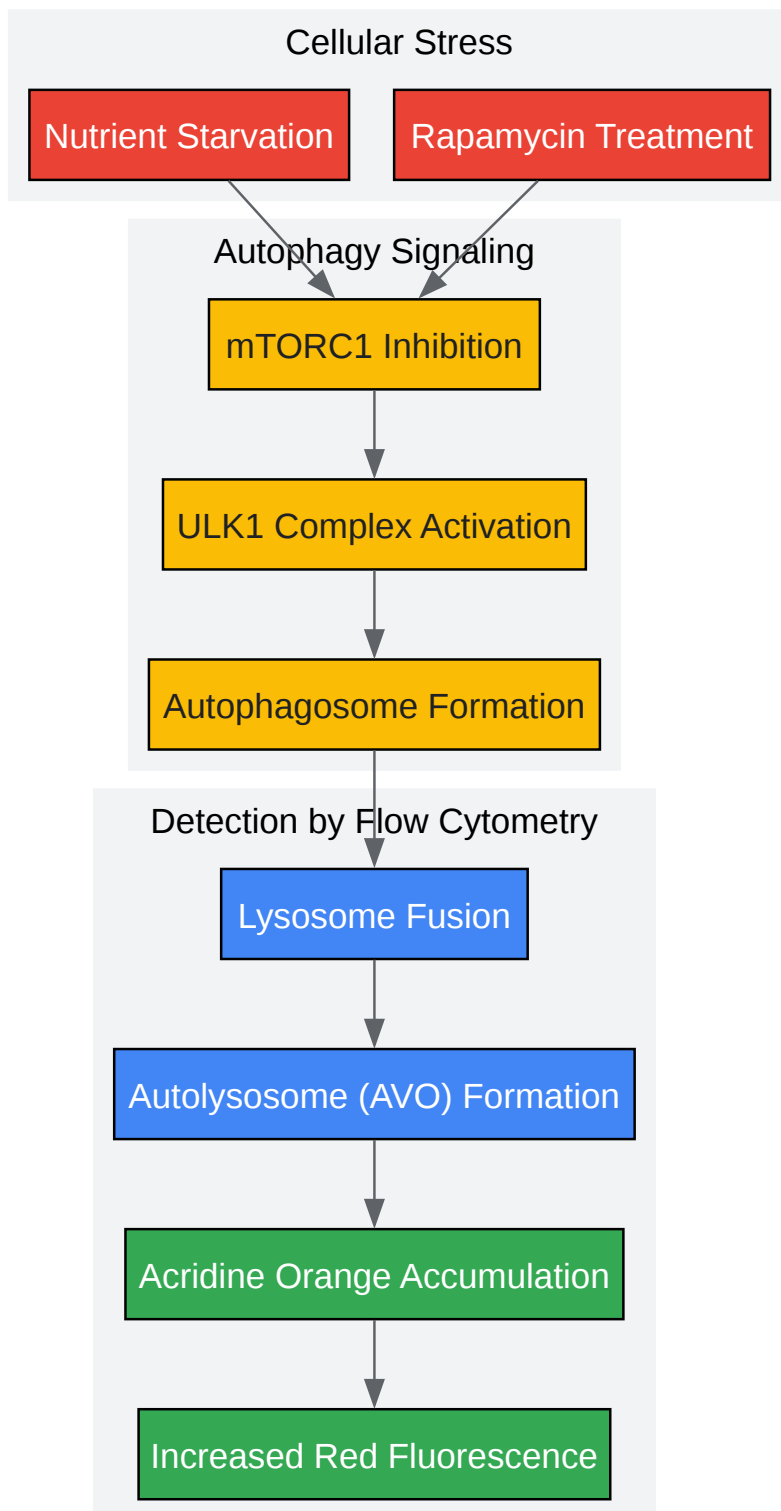 Cellular Stress
Nutrient Starvation
Rapamycin Treatment
Autophagy Signaling
mTORC1 Inhibition
ULK1 Complex Activation
Autophagosome Formation
Detection by Flow Cytometry
Lysosome Fusion
Autolysosome (AVO) Formation
Acridine Orange Accumulation
Increased Red Fluorescence